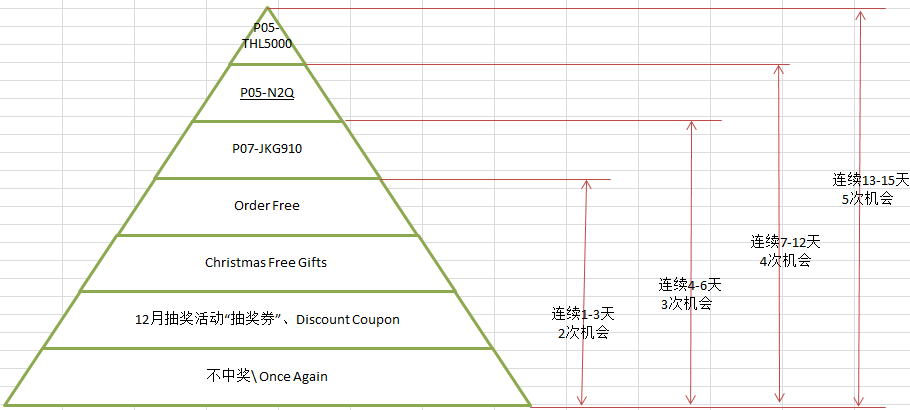 P05-
THL5000
P05-N2Q
P07-JKG910
Order Free
Christmas Free Gifts
12月抽奖活动“抽奖券”、Discount Coupon
不中奖\Once Again
连续1-3天
2次机会
连续4-6天
3次机会
连续7-12天
4次机会
连续13-15天
5次机会